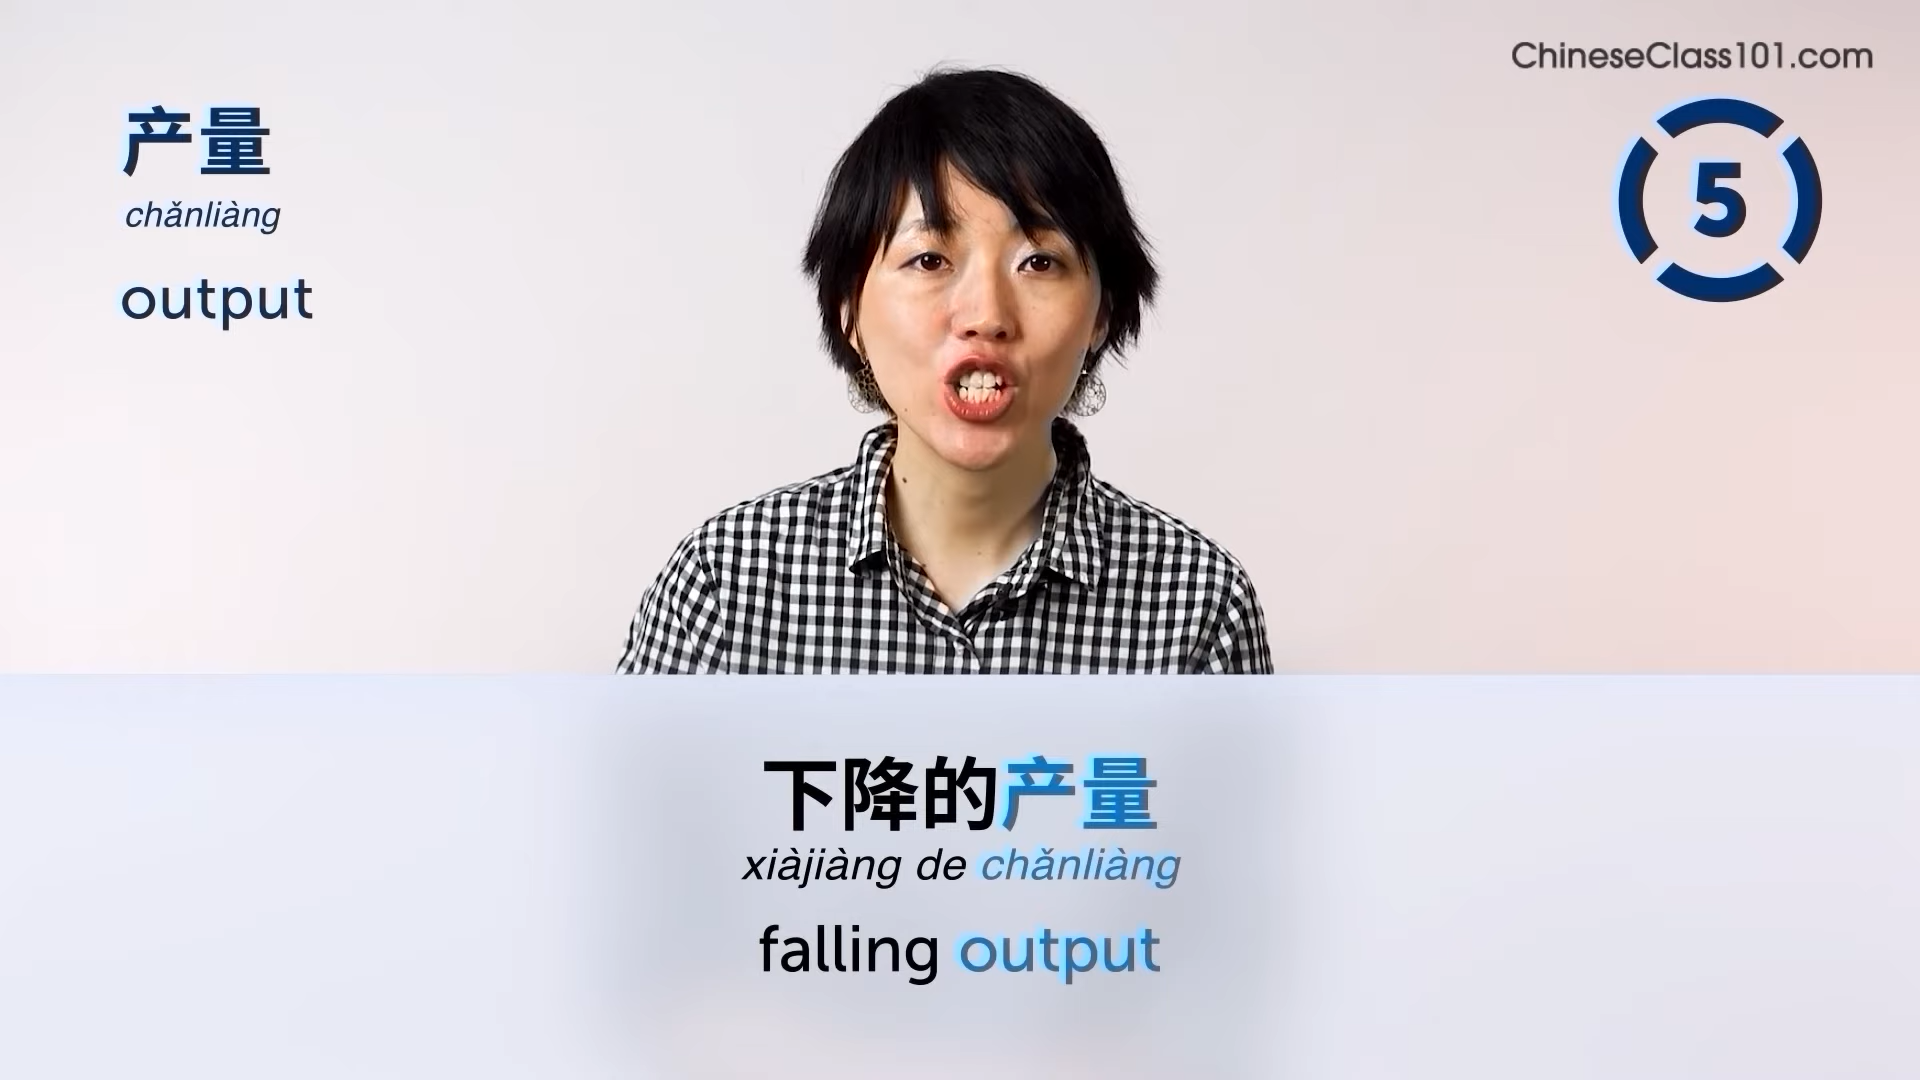 ChineseClass101.com
产量
chǎnliàng
output
5
下降的产量
xiàjiàng de chǎnliàng
falling output